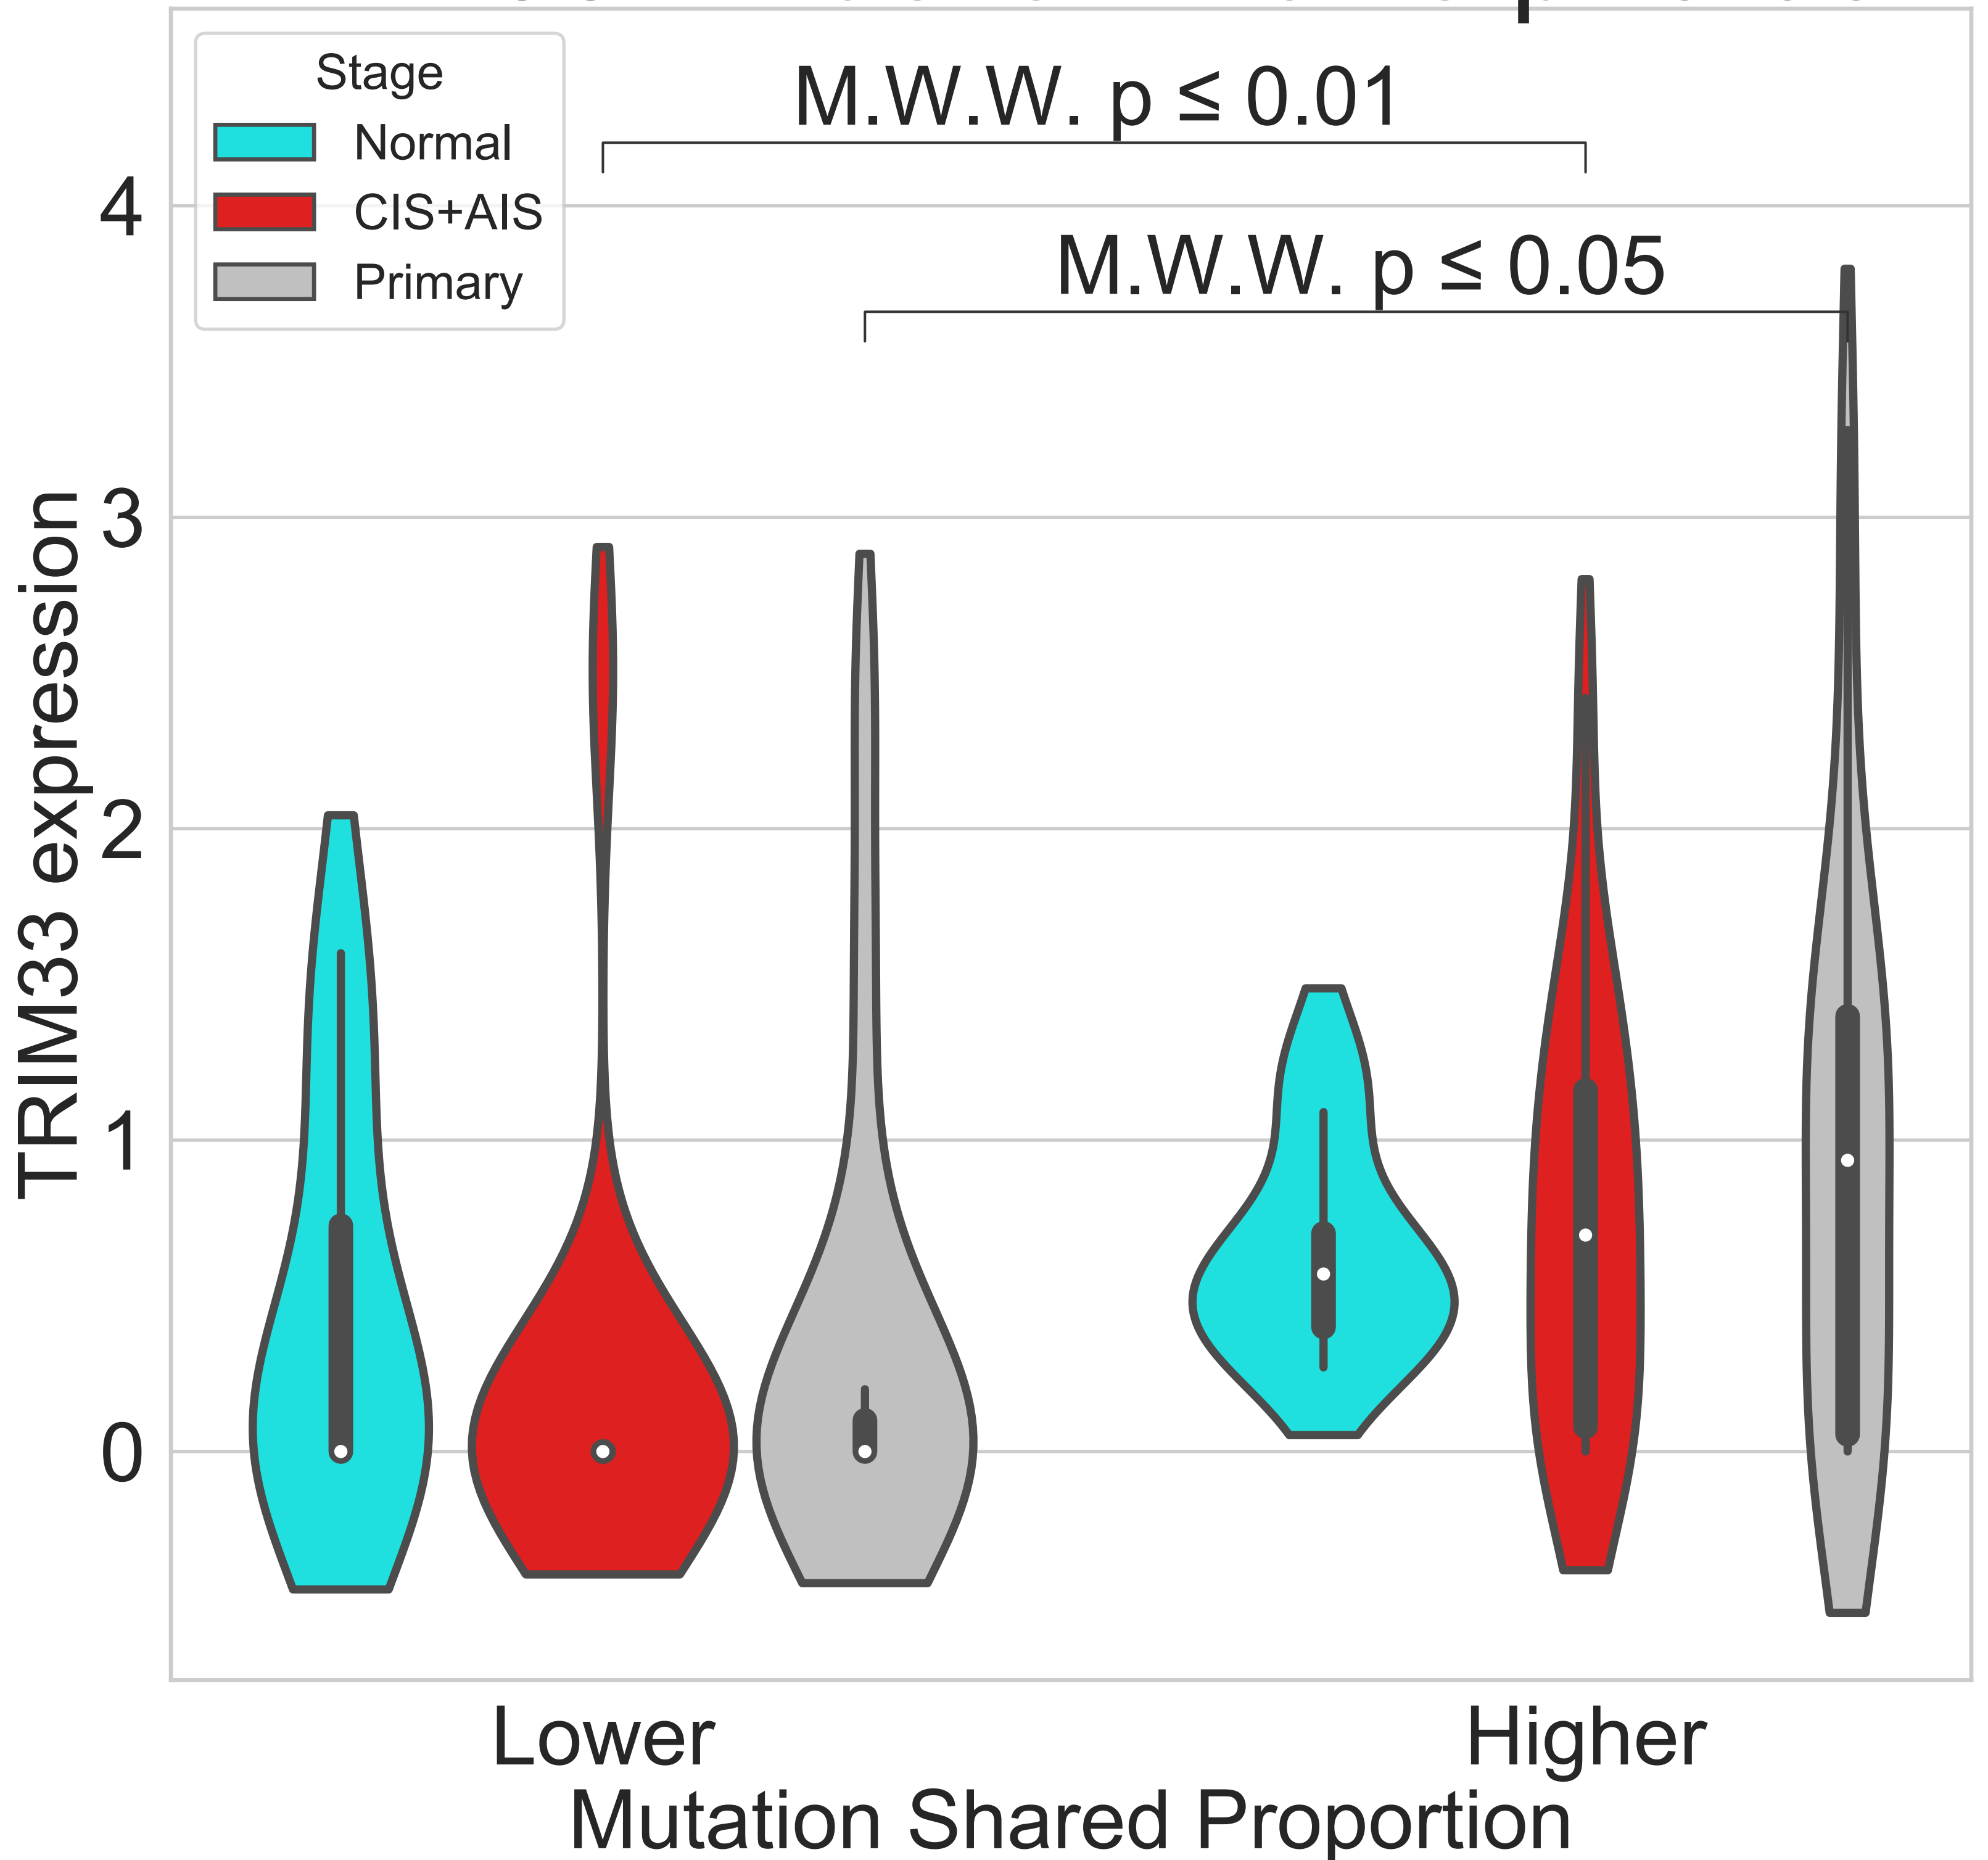 Stage
Normal
CIS+AIS
Primary
M.W.W. p ≤ 0.01
M.W.W. p ≤ 0.05
4
3
2
1
0
TRIM33 expression
Lower
Higher
Mutation Shared Proportion